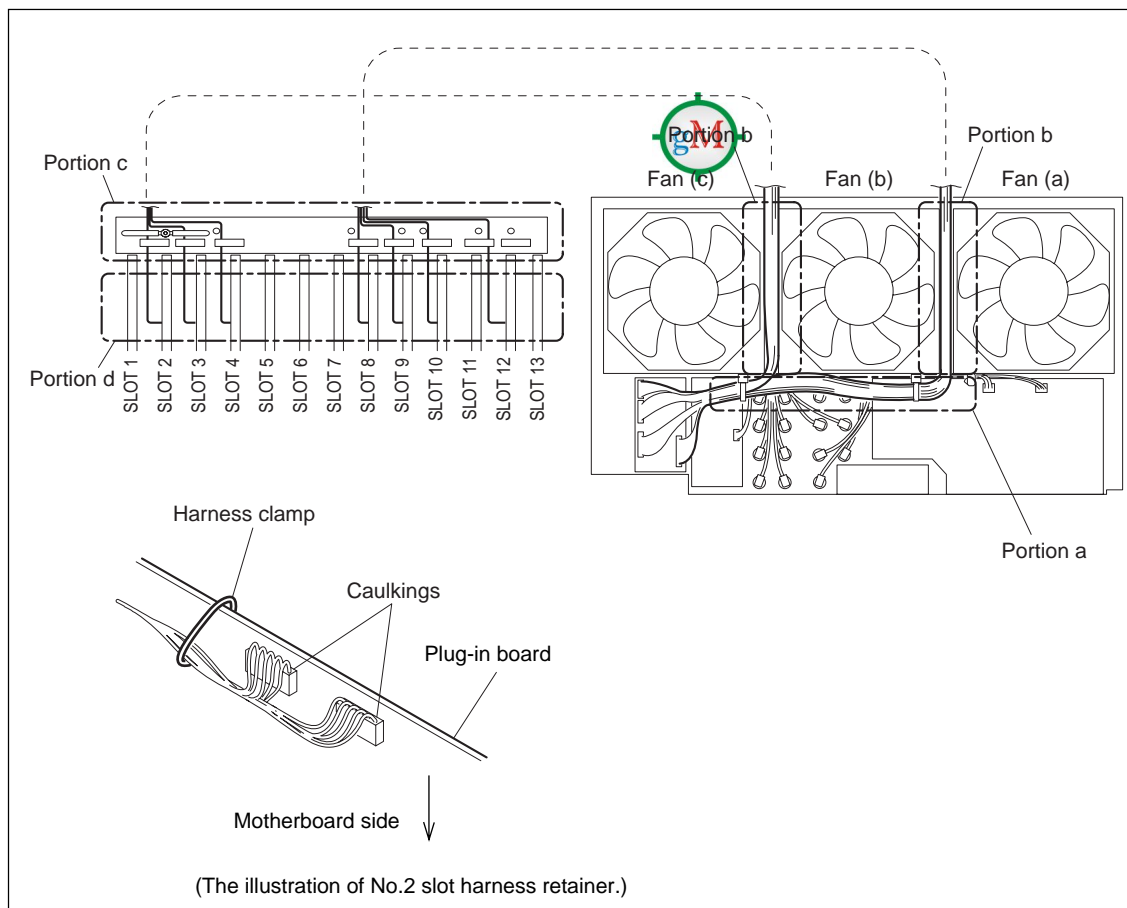 Portion c
Portion b
gM
Portion b
Fan (c)
Fan (b)
Fan (a)
Portion d
SLOT 1
SLOT 2
SLOT 3
SLOT 4
SLOT 5
SLOT 6
SLOT 7
SLOT 8
SLOT 9
SLOT 10
SLOT 11
SLOT 12
SLOT 13
Portion a
Harness clamp
Caulkings
Plug-in board
Motherboard side
(The illustration of No.2 slot harness retainer.)